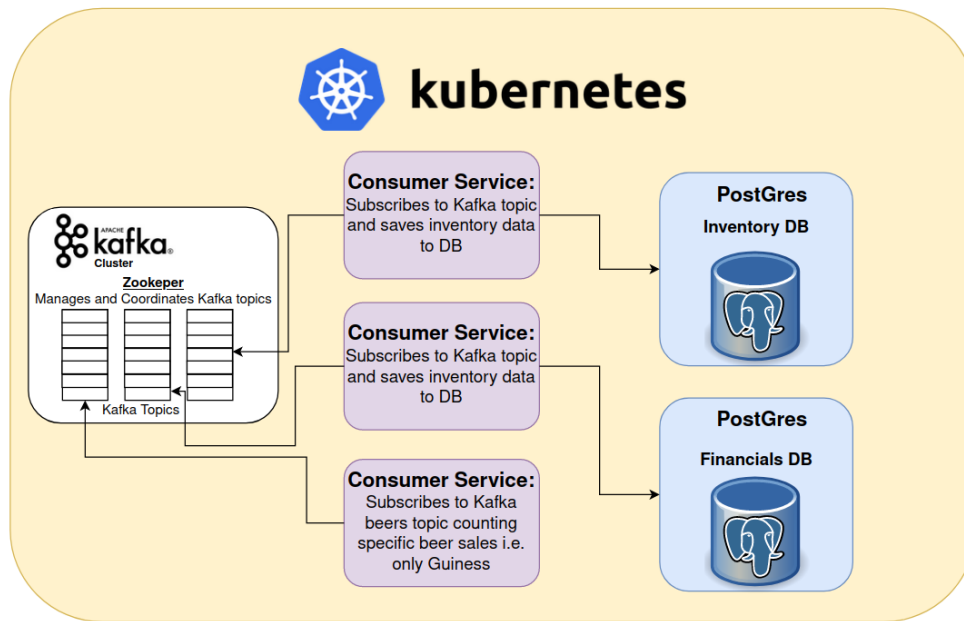 kubernetes
Consumer Service:
Subscribes to Kafka topic
and saves inventory data
to DB
PostGres
Inventory DB
APACHE
kafka®
Cluster
Zookeper
Manages and Coordinates Kafka topics
Kafka Topics
Consumer Service:
Subscribes to Kafka topic
and saves inventory data
to DB
PostGres
Financials DB
Consumer Service:
Subscribes to Kafka
beers topic counting
specific beer sales i.e.
only Guiness